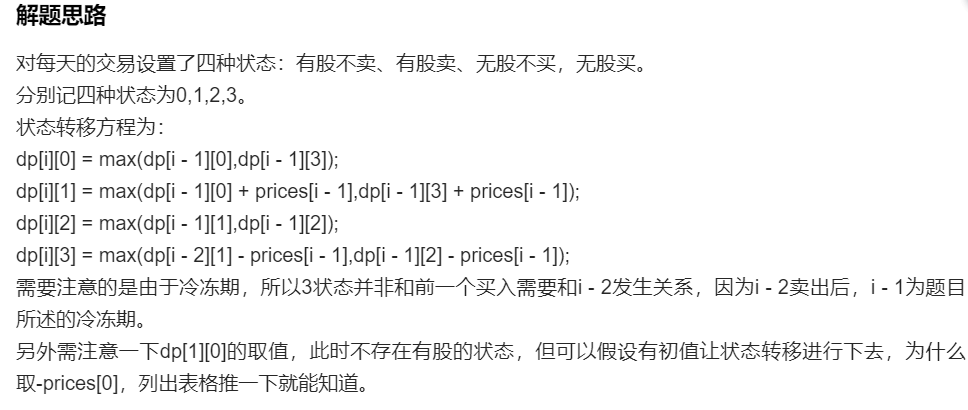 解题思路
对每天的交易设置了四种状态：有股不卖、有股卖、无股不买，无股买。
分别记四种状态为0,1,2,3。
状态转移方程为：
dp[i][0] = max(dp[i - 1][0],dp[i - 1][3]);
dp[i][1] = max(dp[i - 1][0] + prices[i - 1],dp[i - 1][3] + prices[i - 1]);
dp[i][2] = max(dp[i - 1][1],dp[i - 1][2]);
dp[i][3] = max(dp[i - 2][1] - prices[i - 1],dp[i - 1][2] - prices[i - 1]);
需要注意的是由于冷冻期，所以3状态并非和前一个买入需要和i - 2发生关系，因为i - 2卖出后，i - 1为题目
所述的冷冻期。
另外需注意一下dp[1][0]的取值，此时不存在有股的状态，但可以假设有初值让状态转移进行下去，为什么
取-prices[0]，列出表格推一下就能知道。